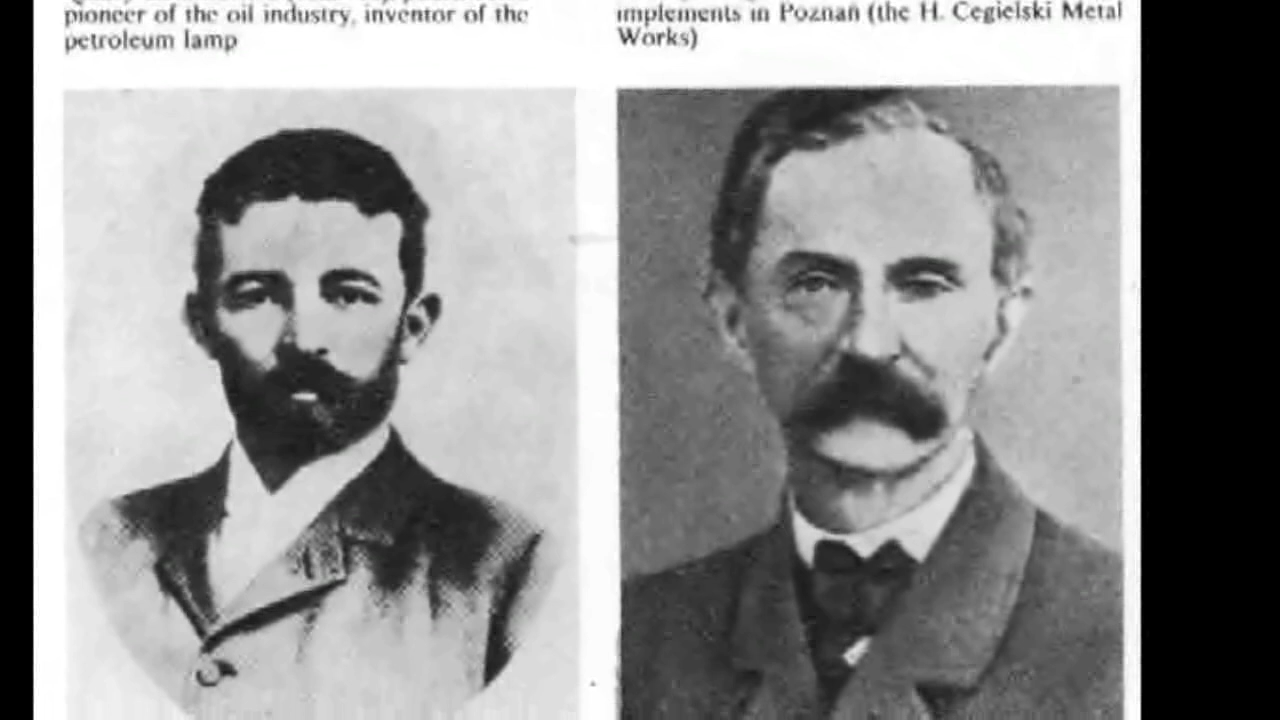 pioneer of the oil industry, inventor of the
petroleum lamp
implements in Poznań (the H. Cegielski Metal
Works)